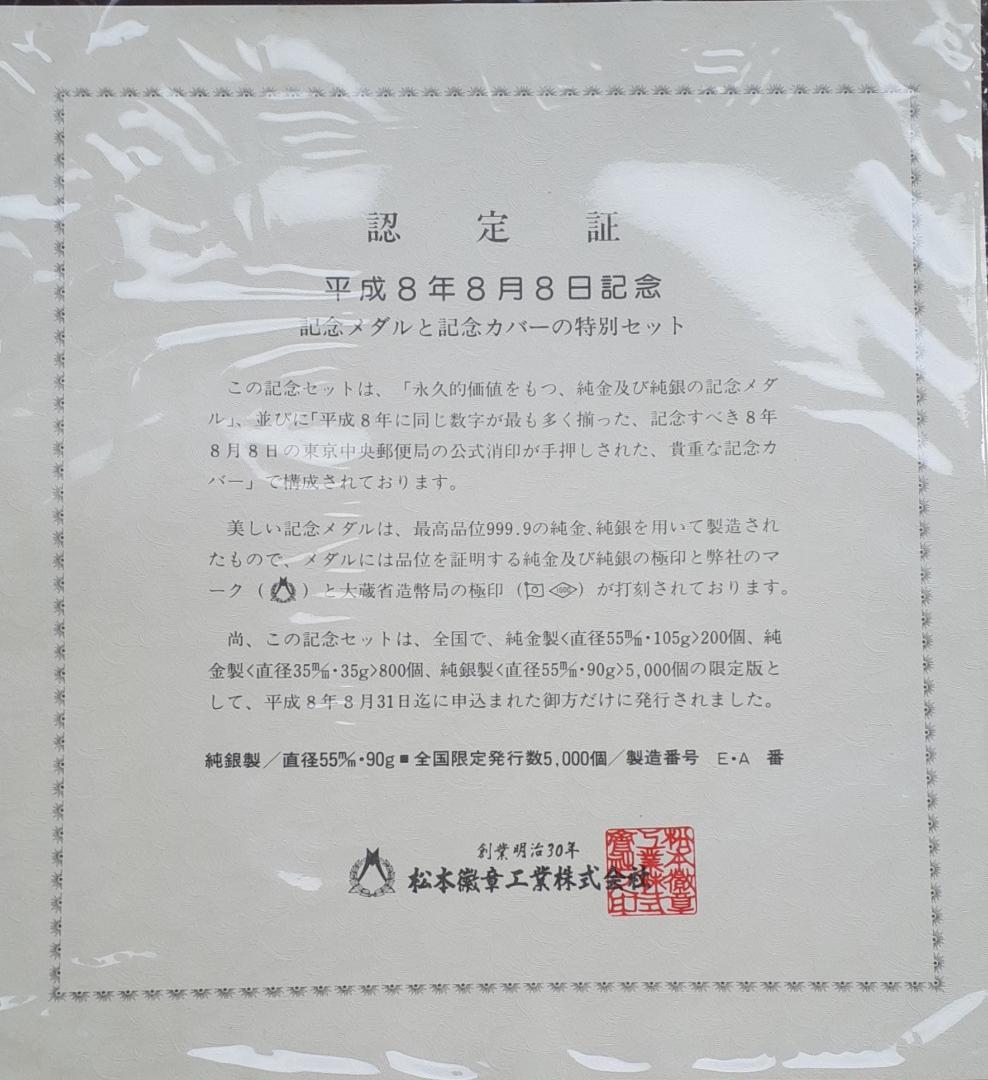 認定証
平成8年8月8日記念
記念メダルと記念カバーの特別セット
この記念セットは、「永久的価値をもつ、純金及び純銀の記念メダ
ル」、並びに「平成8年に同じ数字が最も多く揃った、記念すべき8年
8月8日の東京中央郵便局の公式消印が手押しされた、貴重な記念カ
バー」で構成されております。
美しい記念メダルは、最高品位999.9の純金、純銀を用いて製造され
たもので、メダルには品位を証明する純金及び純銀の極印と弊社のマ
ーク()と大蔵省造幣局の極印(1000)が打刻されております。
尚、この記念セットは、全国で、純金製<直径55m/m・105g>200個、純
金製<直径35m/m・35g>800個、純銀製<直径55m/m・90g>5,000個の限定版と
して、平成8年8月31日迄に申込まれた御方だけに発行されました。
純銀製/直径55m/m・90g■全国限定発行数5,000個/製造番号 E・A 番
創業明治30年
松本徽章工業株式会社
松本徽章工業株式會社之印